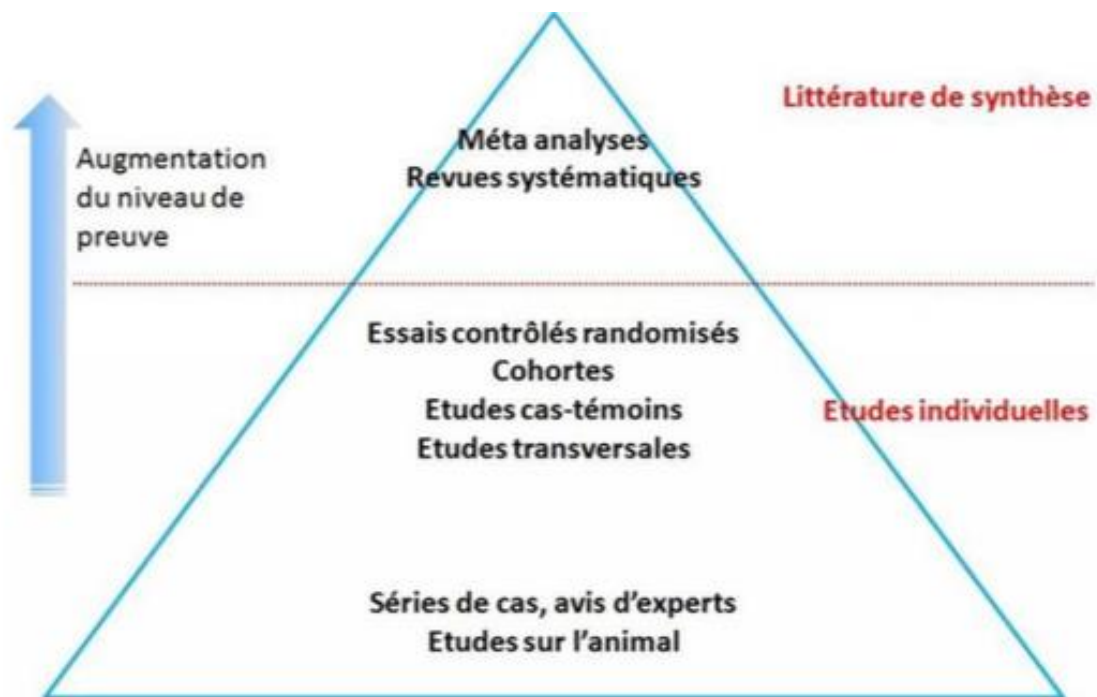 Littérature de synthèse
Méta analyses
Revues systématiques
Augmentation
du niveau de
preuve
Essais contrôlés randomisés
Cohortes
Etudes cas-témoins
Etudes transversales
Etudes individuelles
Séries de cas, avis d’experts
Etudes sur l’animal